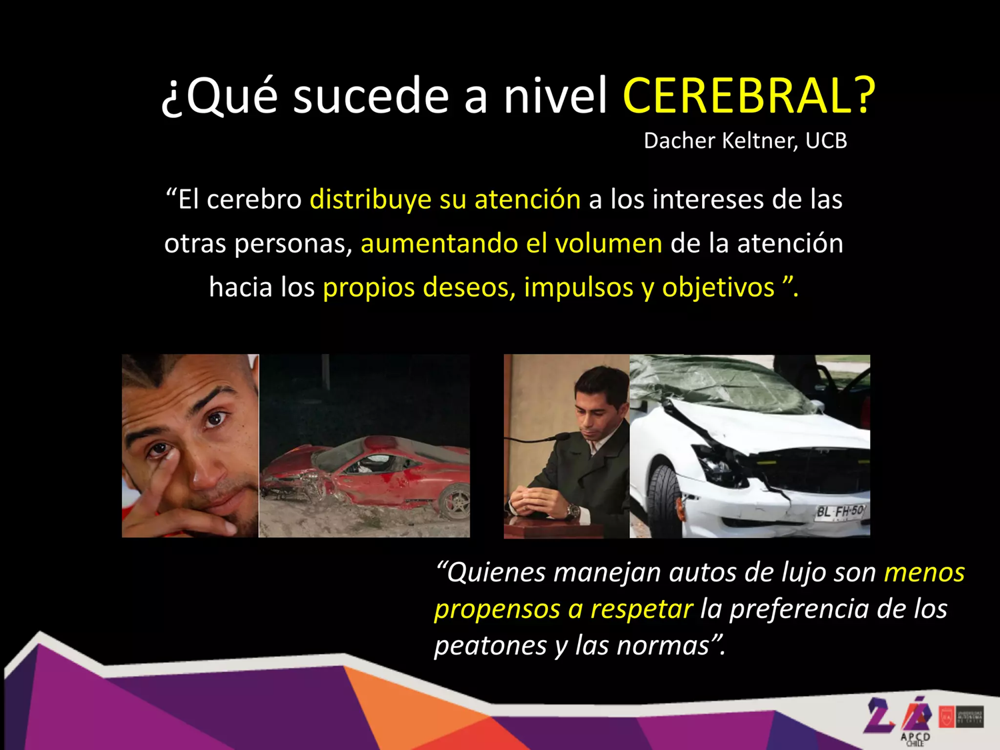 ¿Qué sucede a nivel CEREBRAL?
Dacher Keltner, UCB
“El cerebro distribuye su atención a los intereses de las
otras personas, aumentando el volumen de la atención
hacia los propios deseos, impulsos y objetivos ”.
BL FH 50
“Quienes manejan autos de lujo son menos
propensos a respetar la preferencia de los
peatones y las normas”.
APCD
CHILE